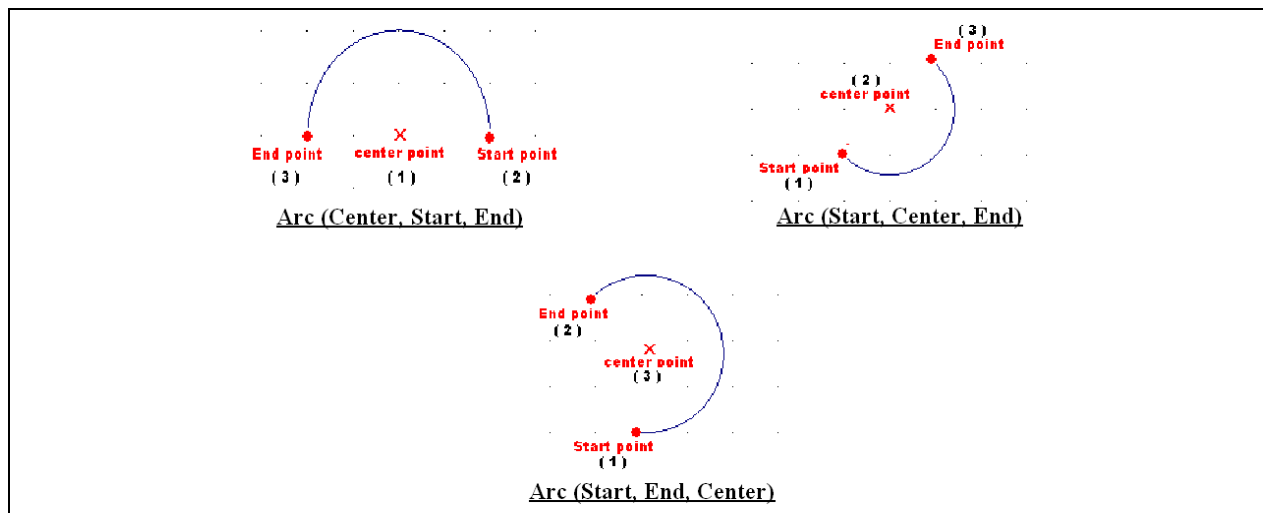 End point
(3)
center point
(1)
Start point
(2)
Arc (Center, Start, End)
(3)
End point
(2)
center point
Start point
(1)
Arc (Start, Center, End)
End point
(2)
center point
(3)
Start point
(1)
Arc (Start, End, Center)